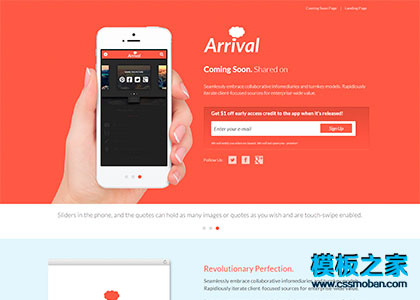 Coming Soon Page | Landing Page
Arrival
Arrival
Coming Soon. Shared on
Seamlessly embrace collaborative infomediaries and turnkey models. Rapidiously
iterate client-focused sources for enterprise-wide value.
Get $1 off early access credit to the app when it's released!
Enter your e-mail
Sign Up
Follow Us:
Sliders in the phone, and the quotes can hold as many images or quotes as you wish and are touch-swipe enabled.
Revolutionary Perfection.
Seamlessly embrace collaborative infomediaries and turnkey models.
Rapidiously iterate client-focused sources for enterprise-wide value.
模板之家
www.cssmoban.com